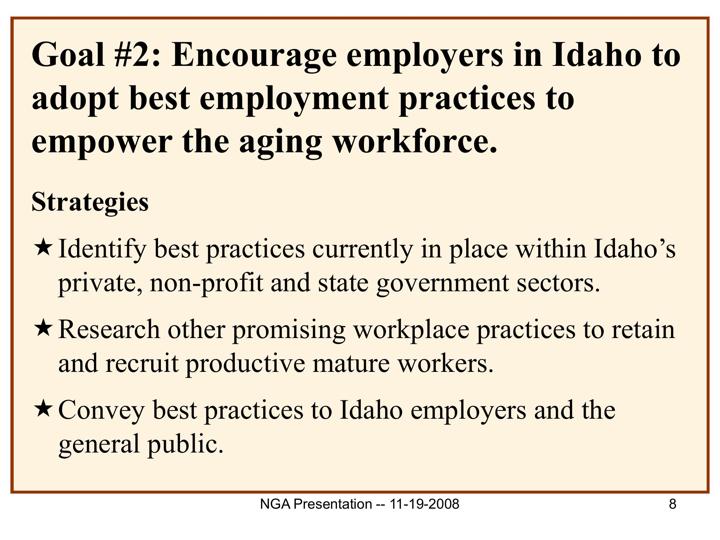 Goal #2: Encourage employers in Idaho to
adopt best employment practices to
empower the aging workforce.
Strategies
★Identify best practices currently in place within Idaho’s
private, non-profit and state government sectors.
★Research other promising workplace practices to retain
and recruit productive mature workers.
★Convey best practices to Idaho employers and the
general public.
NGA Presentation -- 11-19-2008 8